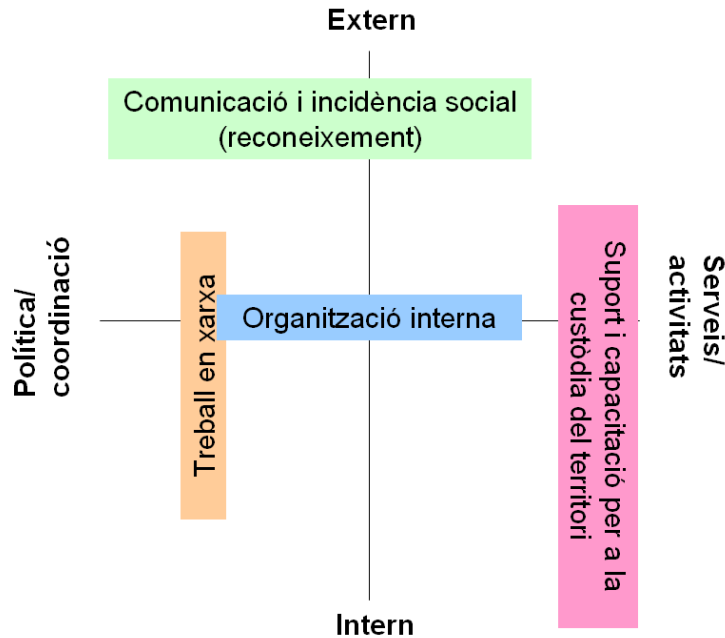 Extern
Comunicació i incidència social
(reconeixement)
Política/
coordinació
Treball en xarxa
Organització interna
Suport i capacitació per a la
custòdia del territori
Serveis/
activitats
Intern